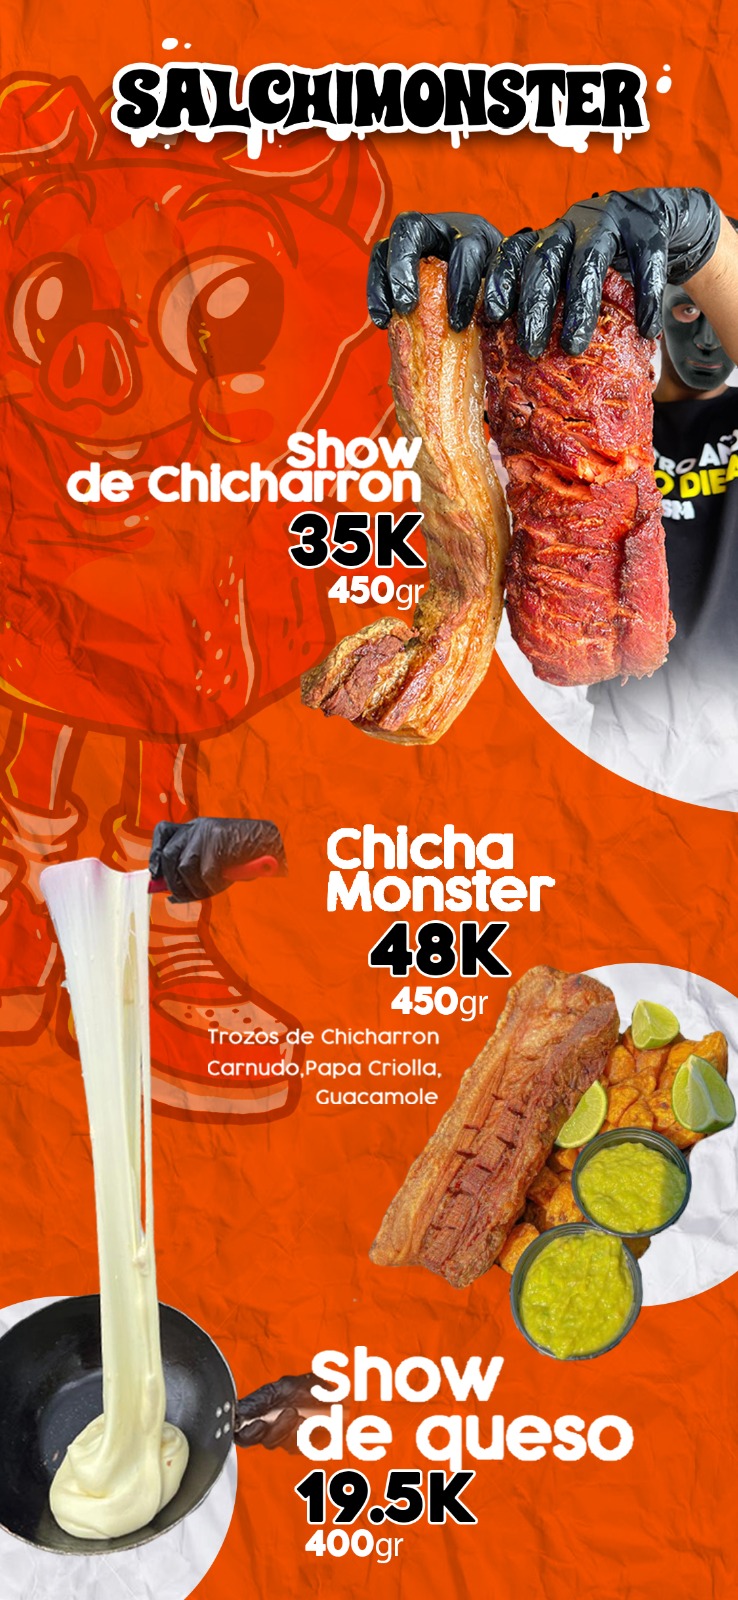 SALCHIMONSTER
Show
de Chicharron
35K
450gr
Chicha
Monster
48K
450gr
Trozos de Chicharron
Carnudo,Papa Criolla,
Guacamole
Show
de queso
19.5K
400gr